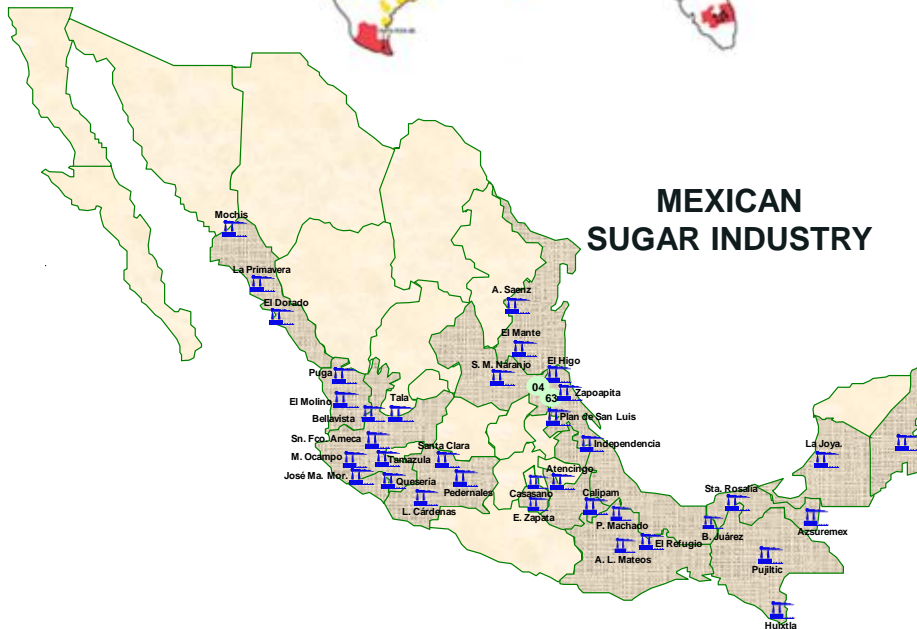 MEXICAN
SUGAR INDUSTRY
Mochis
La Primavera
El Dorado
A. Saenz
El Mante
S. M. Naranjo
El Higo
Puga
04
Zapoapita
63
El Molino
Tala
Bellavista
Plan de San Luis
Sn. Fco. Ameca
Santa Clara
Independencia
La Joya.
M. Ocampo
Tamazula
José Ma. Mor.
Quesería
Pedernales
Atencingo
Casasano
Calipam
Sta. Rosalia
L. Cárdenas
E. Zapata
P. Machado
B. Juárez
Azsuremex
El Refugio
A. L. Mateos
Pujiltic
Huixtla